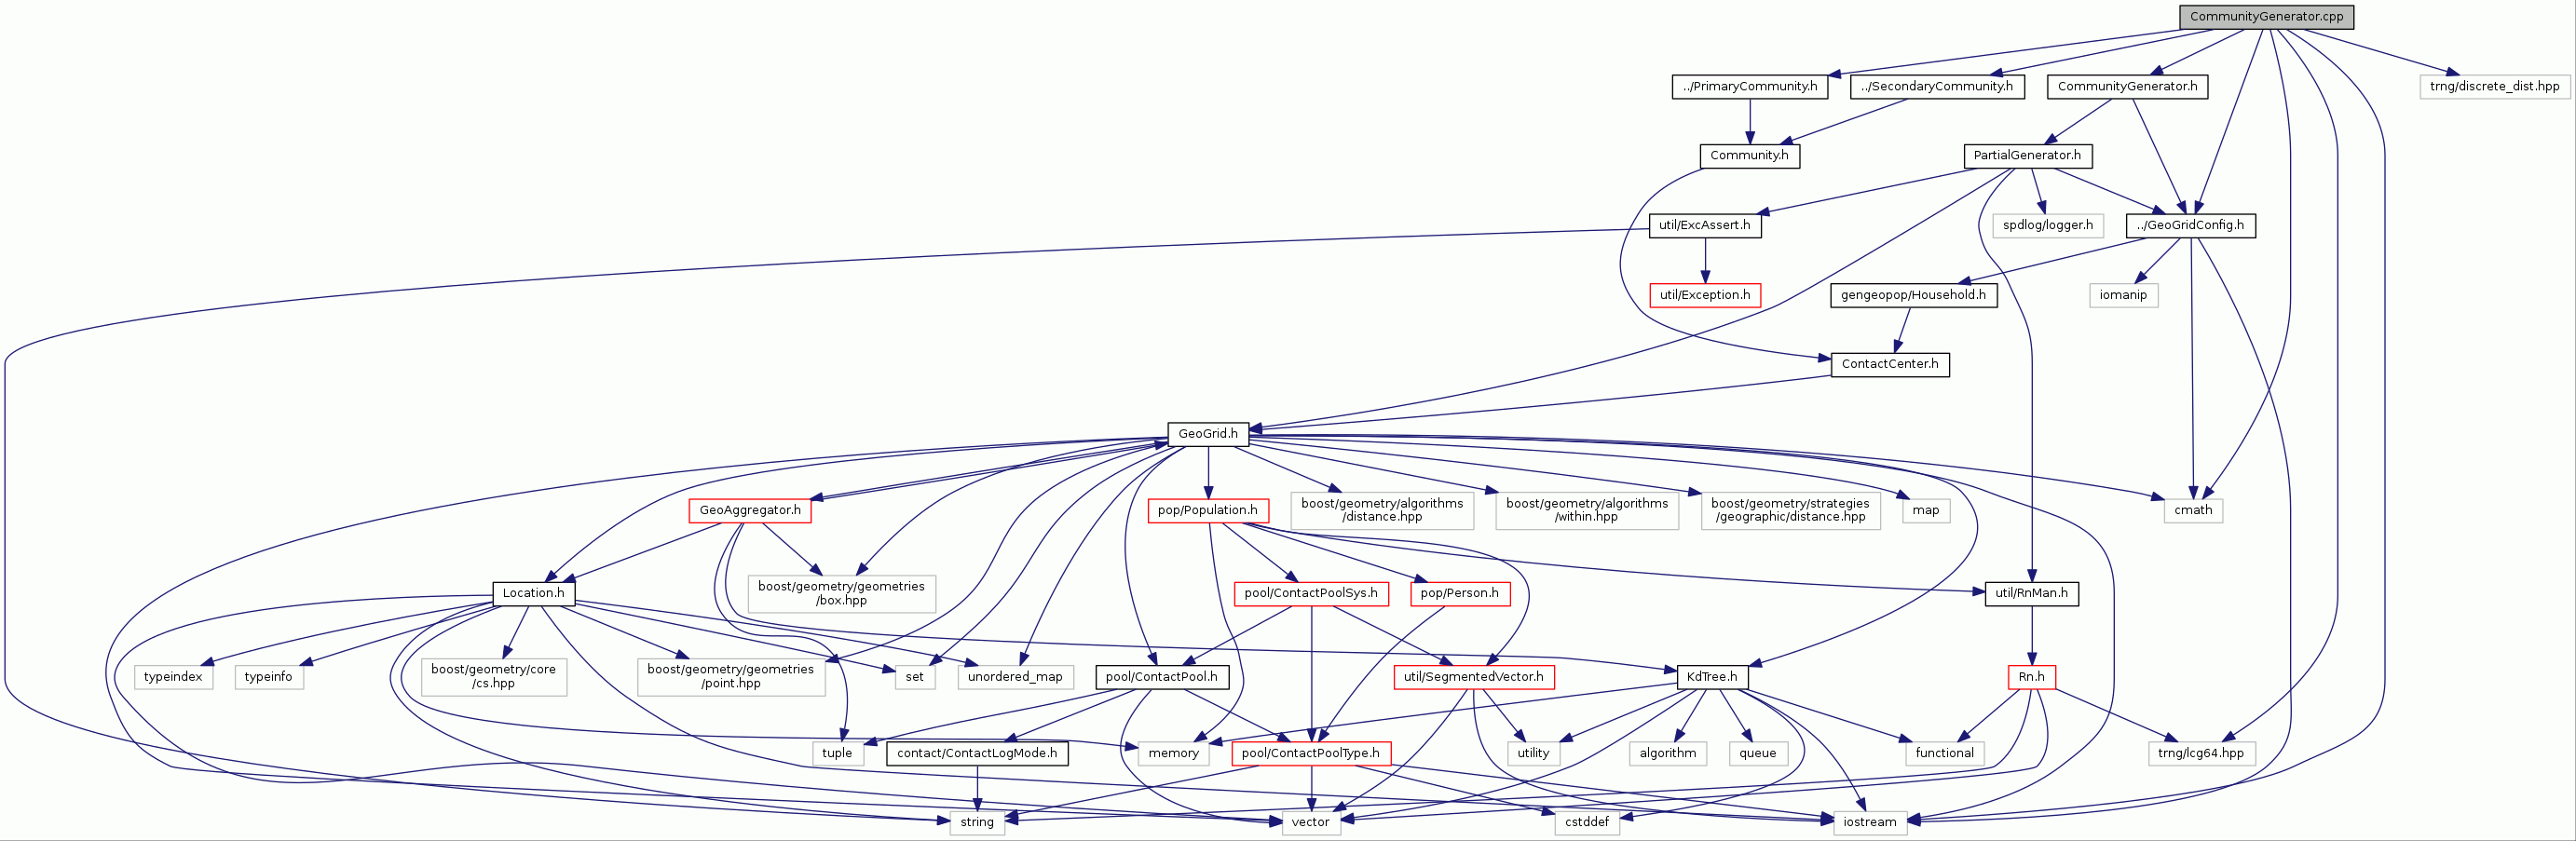 CommunityGenerator.cpp
../PrimaryCommunity.h
../SecondaryCommunity.h
CommunityGenerator.h
trng/discrete_dist.hpp
Community.h
PartialGenerator.h
util/ExcAssert.h
spdlog/logger.h
../GeoGridConfig.h
util/Exception.h
gengeopop/Household.h
iomanip
ContactCenter.h
GeoGrid.h
GeoAggregator.h
pop/Population.h
boost/geometry/algorithms
/distance.hpp
boost/geometry/algorithms
/within.hpp
boost/geometry/strategies
/geographic/distance.hpp
map
cmath
Location.h
boost/geometry/geometries
/box.hpp
pool/ContactPoolSys.h
pop/Person.h
util/RnMan.h
typeindex
typeinfo
boost/geometry/core
/cs.hpp
boost/geometry/geometries
/point.hpp
set
unordered_map
pool/ContactPool.h
util/SegmentedVector.h
KdTree.h
Rn.h
tuple
contact/ContactLogMode.h
memory
pool/ContactPoolType.h
utility
algorithm
queue
functional
trng/lcg64.hpp
string
vector
cstddef
iostream